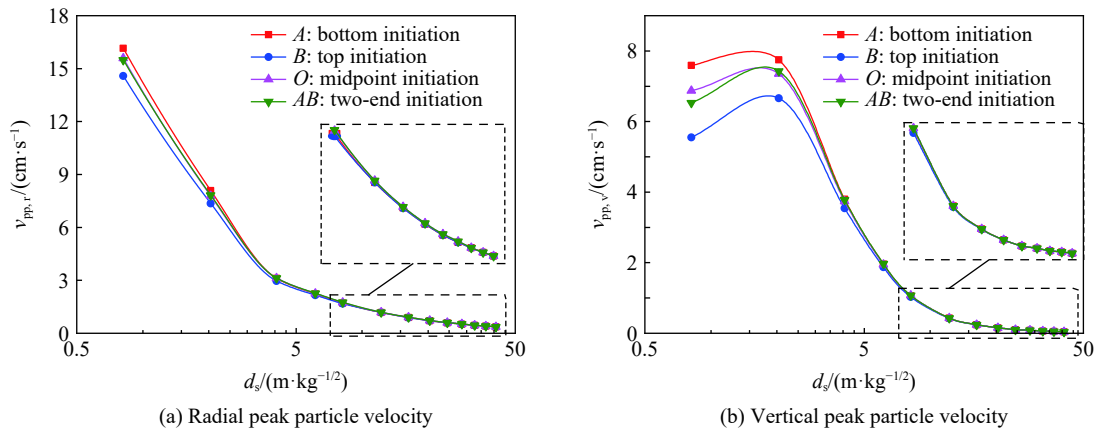 18
15
12
9
6
3
0
v_pp, r/(cm·s⁻¹)
A: bottom initiation
B: top initiation
O: midpoint initiation
AB: two-end initiation
0.5
5
50
d_s/(m·kg⁻¹/²)
(a) Radial peak particle velocity
8
6
4
2
0
v_pp, v/(cm·s⁻¹)
A: bottom initiation
B: top initiation
O: midpoint initiation
AB: two-end initiation
0.5
5
50
d_s/(m·kg⁻¹/²)
(b) Vertical peak particle velocity